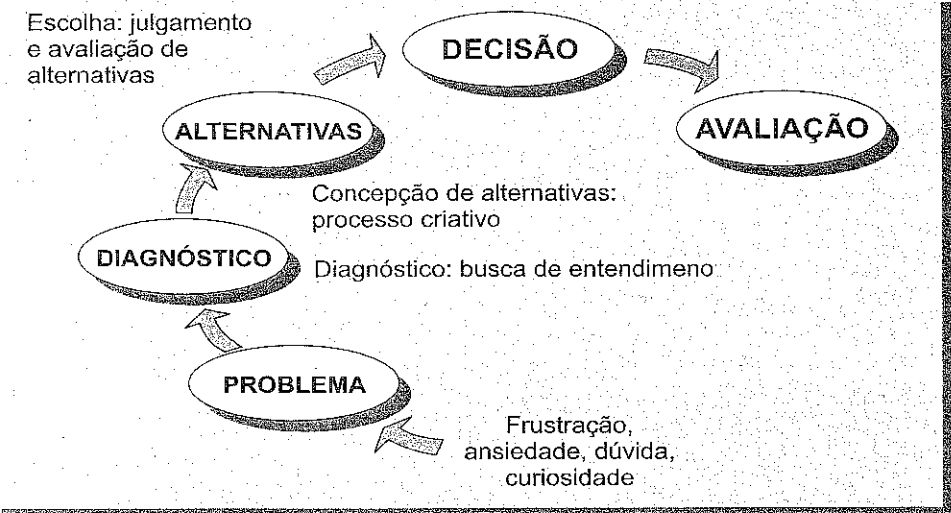 Escolha: julgamento
e avaliação de
alternativas
DECISÃO
ALTERNATIVAS
AVALIAÇÃO
Concepção de alternativas:
processo criativo
DIAGNÓSTICO
Diagnóstico: busca de entendimeno
PROBLEMA
Frustração,
ansiedade, dúvida,
curiosidade